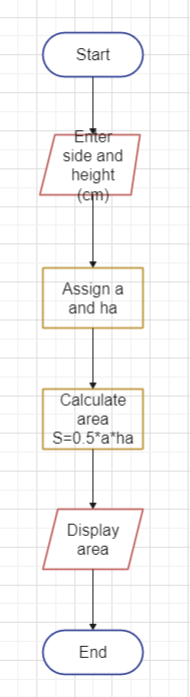 Start
Enter
side and
height
(cm)
Assign a
and ha
Calculate
area
S=0.5*a*ha
Display
area
End